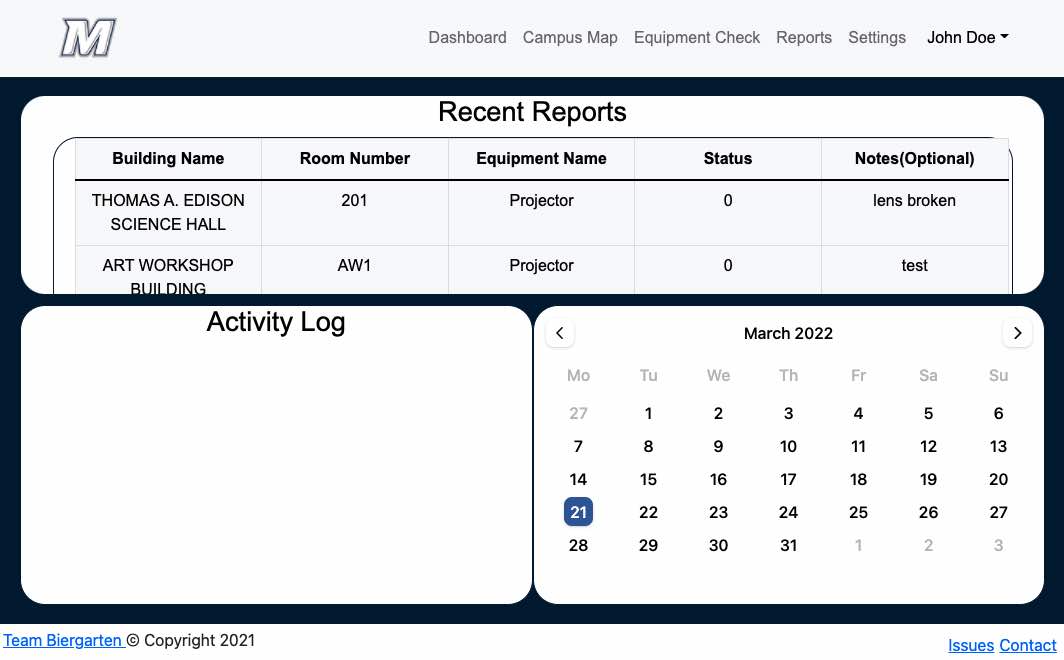 M
Dashboard Campus Map Equipment Check Reports Settings John Doe
Recent Reports
Building Name Room Number Equipment Name Status Notes(Optional)
THOMAS A. EDISON 201 Projector 0 lens broken
SCIENCE HALL
ART WORKSHOP AW1 Projector 0 test
BUILDING
Activity Log
March 2022
Mo Tu We Th Fr Sa Su
27 1 2 3 4 5 6
7 8 9 10 11 12 13
14 15 16 17 18 19 20
21 22 23 24 25 26 27
28 29 30 31 1 2 3
Team Biergarten © Copyright 2021
Issues Contact